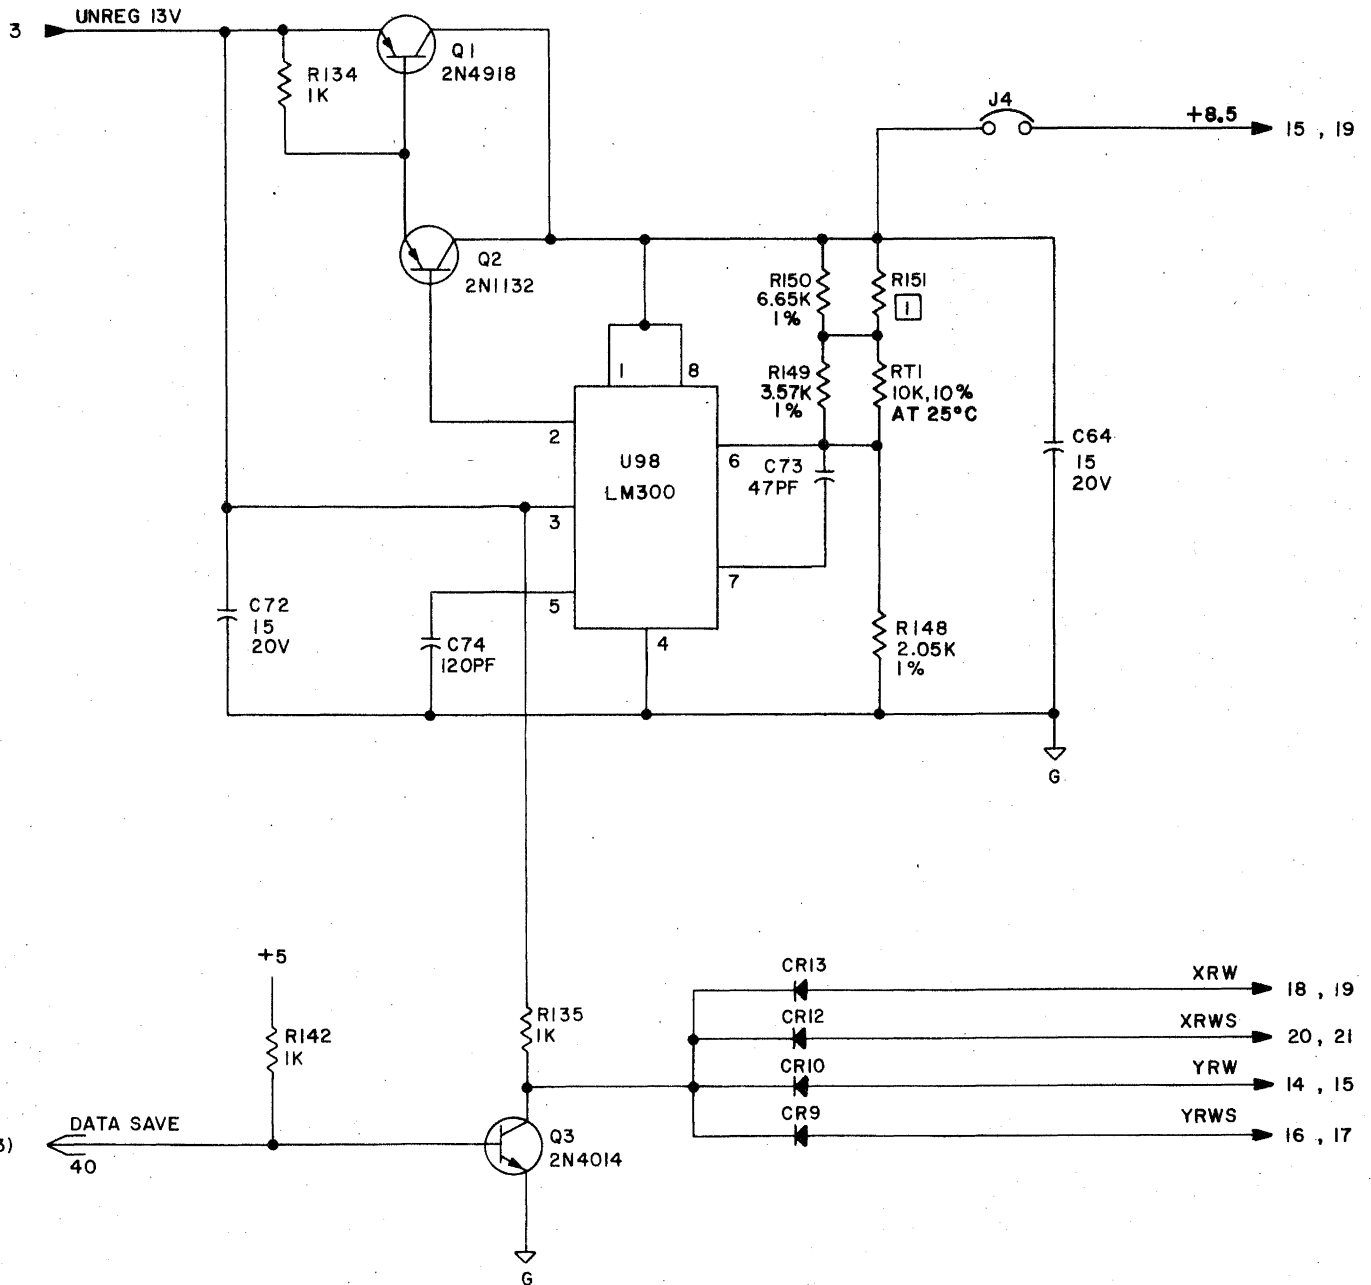 3 UNREG 13V
Q1
2N4918
R134
1K
J4
+8.5
15 , 19
Q2
2N1132
R150
6.65K
1%
R151
1
1
8
R149
3.57K
1%
RT1
10K, 10%
AT 25°C
2
U98
LM300
6
C73
47PF
C64
15
20V
3
7
5
C72
15
20V
C74
120PF
4
R148
2.05K
1%
G
+5
R142
1K
R135
1K
CR13
XRW
18 , 19
CR12
XRWS
20 , 21
CR10
YRW
14 , 15
CR9
YRWS
16 , 17
DATA SAVE
40
Q3
2N4014
G